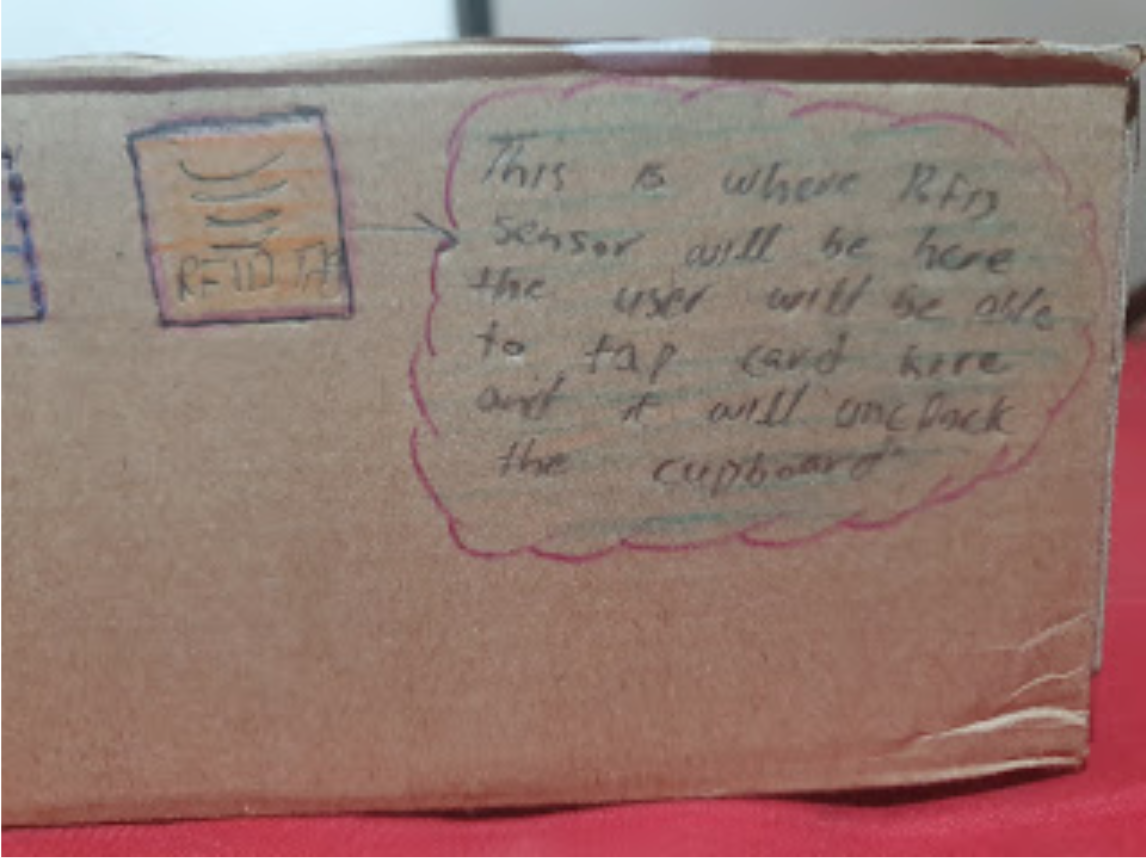 RFID TAG
This is where Rfid
sensor will be here
the user will be able
to tap card here
and it will uncllock
the cupboard